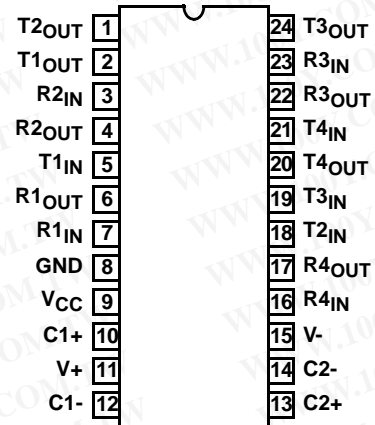 T2OUT 1 24 T3OUT
T1OUT 2 23 R3IN
R2IN 3 22 R3OUT
R2OUT 4 21 T4IN
T1IN 5 20 T4OUT
R1OUT 6 19 T3IN
R1IN 7 18 T2IN
GND 8 17 R4OUT
VCC 9 16 R4IN
C1+ 10 15 V-
V+ 11 14 C2-
C1- 12 13 C2+